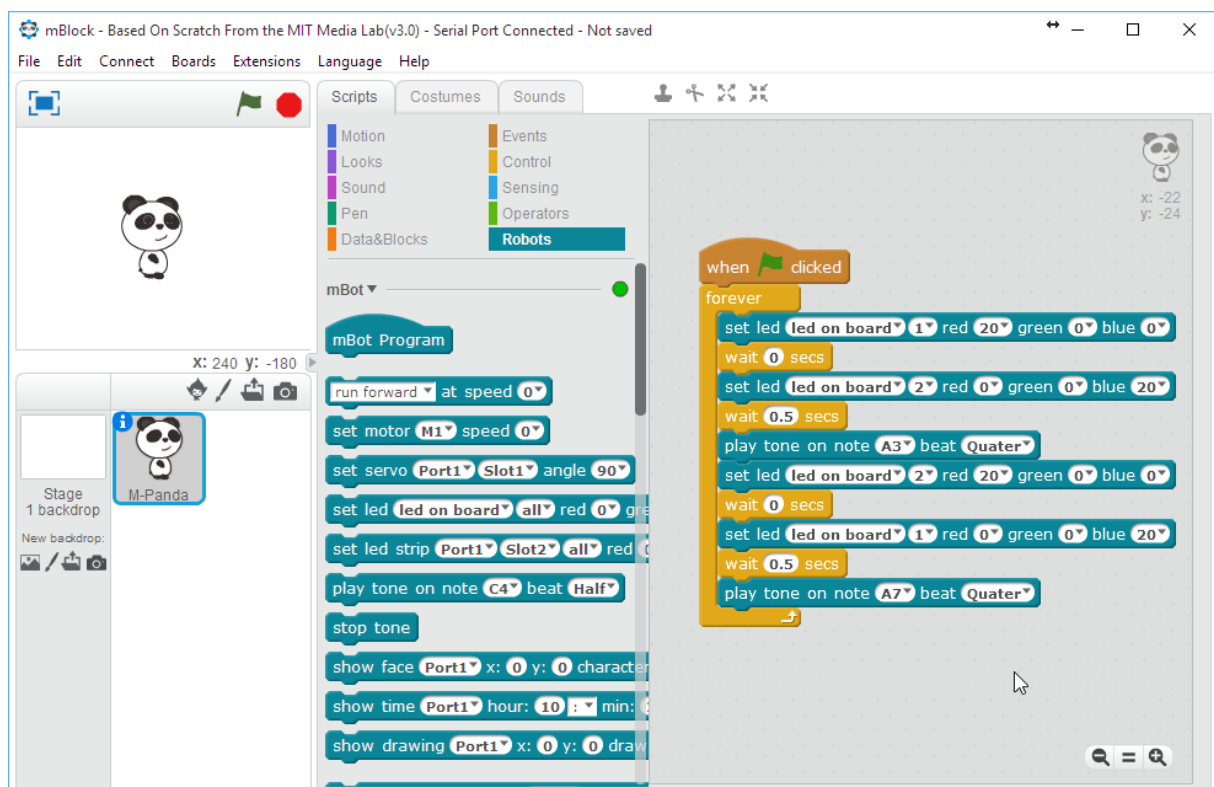 mBlock - Based On Scratch From the MIT Media Lab(v3.0) - Serial Port Connected - Not saved
File Edit Connect Boards Extensions Language Help
Scripts Costumes Sounds
Motion Events
Looks Control
Sound Sensing
Pen Operators
Data&Blocks Robots
mBot
mBot Program
run forward at speed 0
set motor M1 speed 0
set servo Port1 Slot1 angle 90
set led led on board all red 0 gre
set led strip Port1 Slot2 all red
play tone on note C4 beat Half
stop tone
show face Port1 x: 0 y: 0 character
show time Port1 hour: 10 : min:
show drawing Port1 x: 0 y: 0 draw
X: 240 y: -180
i
Stage
1 backdrop
New backdrop:
M-Panda
x: -22
y: -24
when clicked
forever
set led led on board 1 red 20 green 0 blue 0
wait 0 secs
set led led on board 2 red 0 green 0 blue 20
wait 0.5 secs
play tone on note A3 beat Quater
set led led on board 2 red 20 green 0 blue 0
wait 0 secs
set led led on board 1 red 0 green 0 blue 20
wait 0.5 secs
play tone on note A7 beat Quater